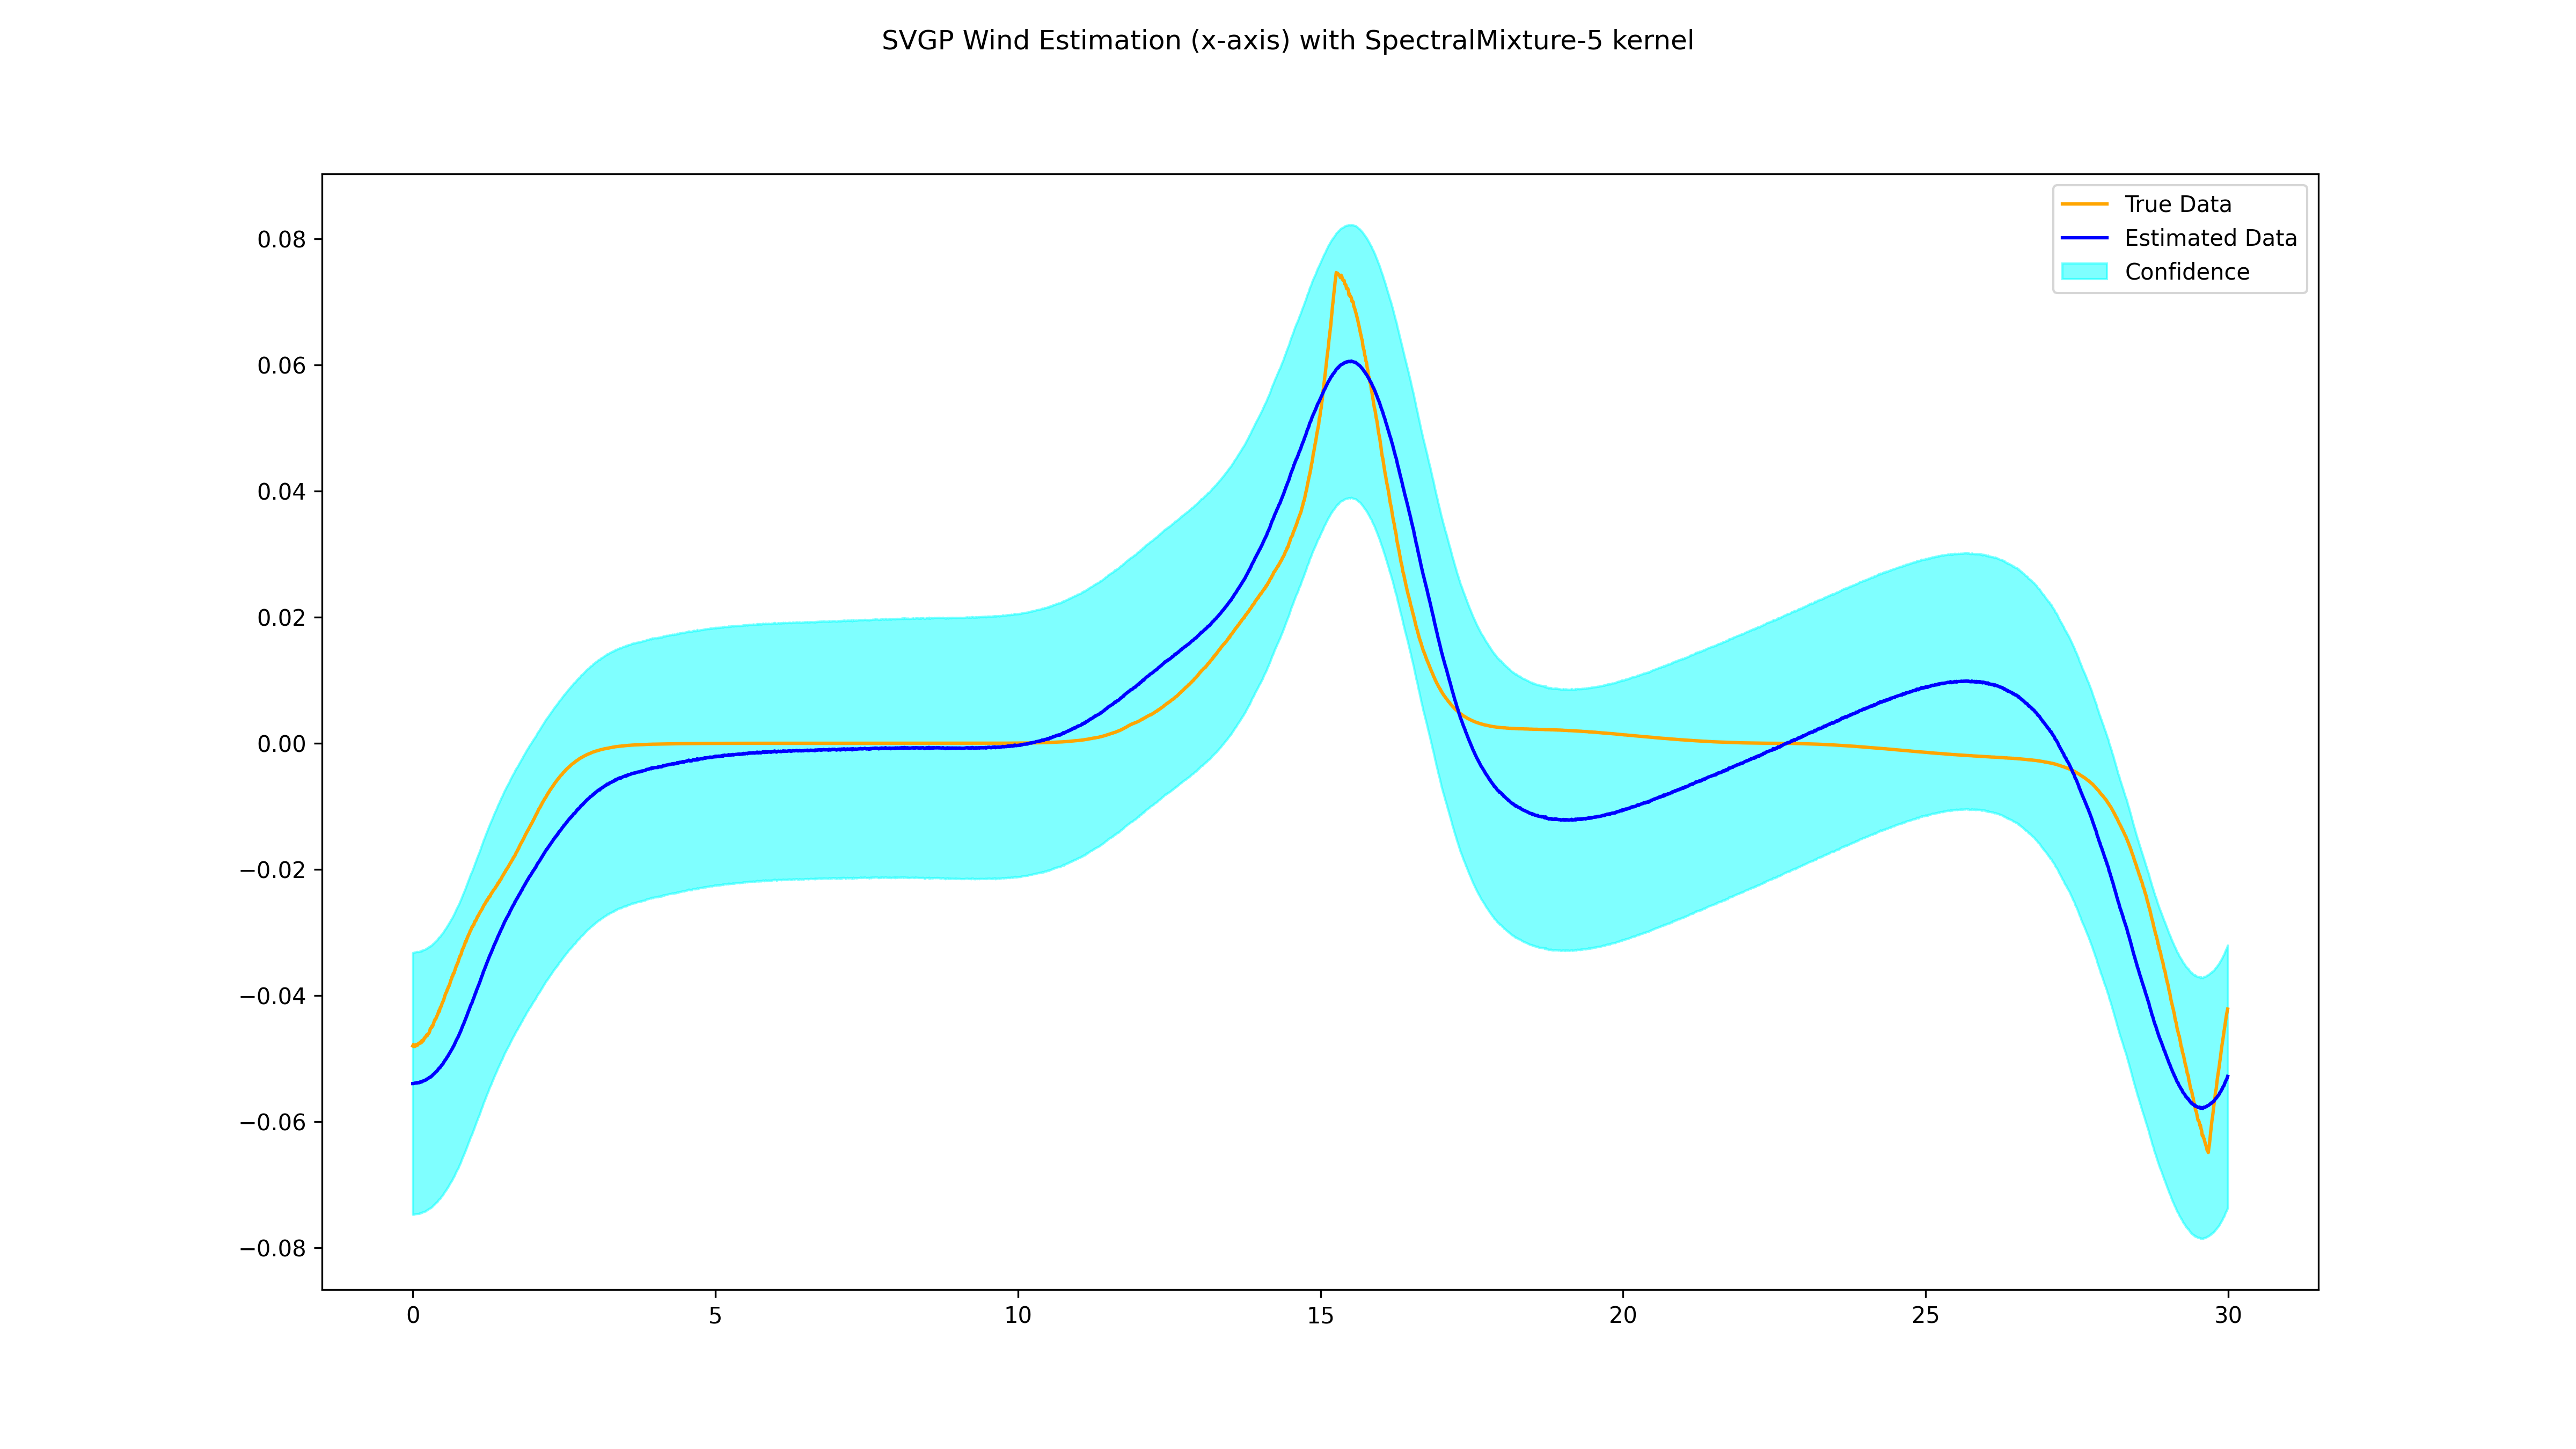 SVGP Wind Estimation (x-axis) with SpectralMixture-5 kernel
True Data
Estimated Data
Confidence
0.08
0.06
0.04
0.02
0.00
−0.02
−0.04
−0.06
−0.08
0 5 10 15 20 25 30